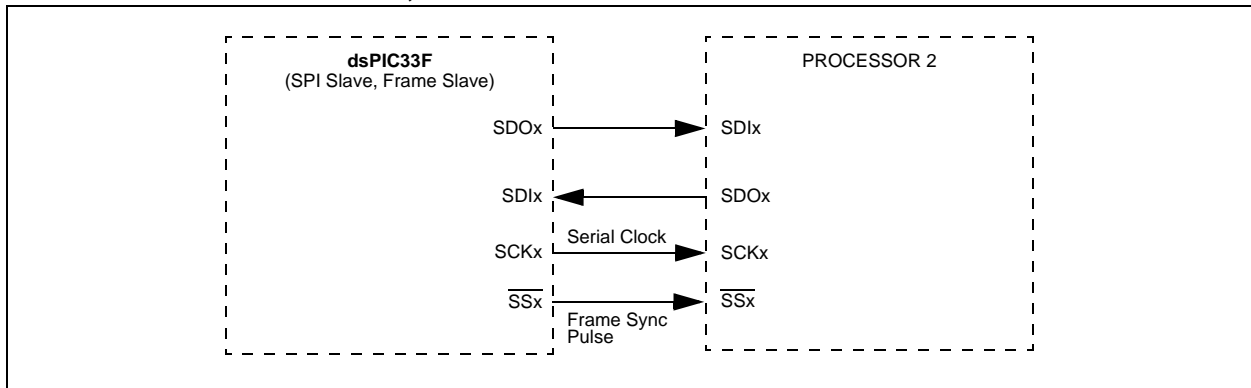 dsPIC33F
(SPI Slave, Frame Slave)
PROCESSOR 2
SDOx
SDIx
SDIx
SDOx
SCKx
Serial Clock
SCKx
SSx
Frame Sync
Pulse
SSx